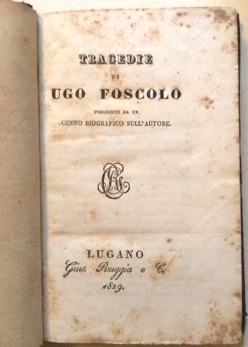 TRAGEDIE
DI
UGO FOSCOLO
PRECEDUTE DA UN
CENNO BIOGRAFICO SULL'AUTORE.
LUGANO
Gius. Ruggia e C.
1829.